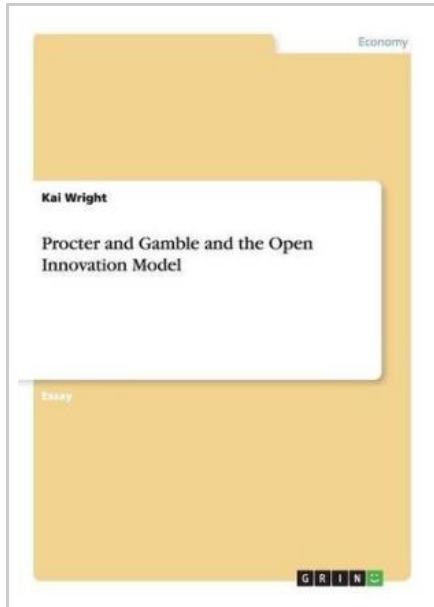 Economy
Kai Wright
Procter and Gamble and the Open
Innovation Model
Essay
GRIN